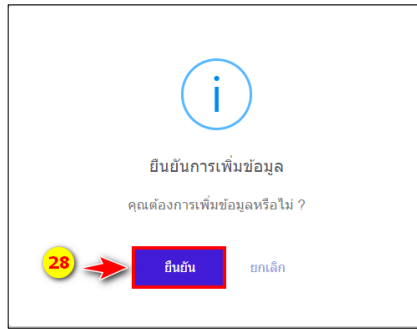 i
ยืนยันการเพิ่มข้อมูล
คุณต้องการเพิ่มข้อมูลหรือไม่ ?
28 ยืนยัน ยกเลิก